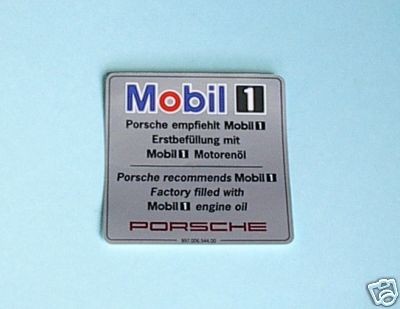 Mobil 1
Porsche empfiehlt Mobil 1
Erstbefüllung mit
Mobil 1 Motorenöl
Porsche recommends Mobil 1
Factory filled with
Mobil 1 engine oil
PORSCHE